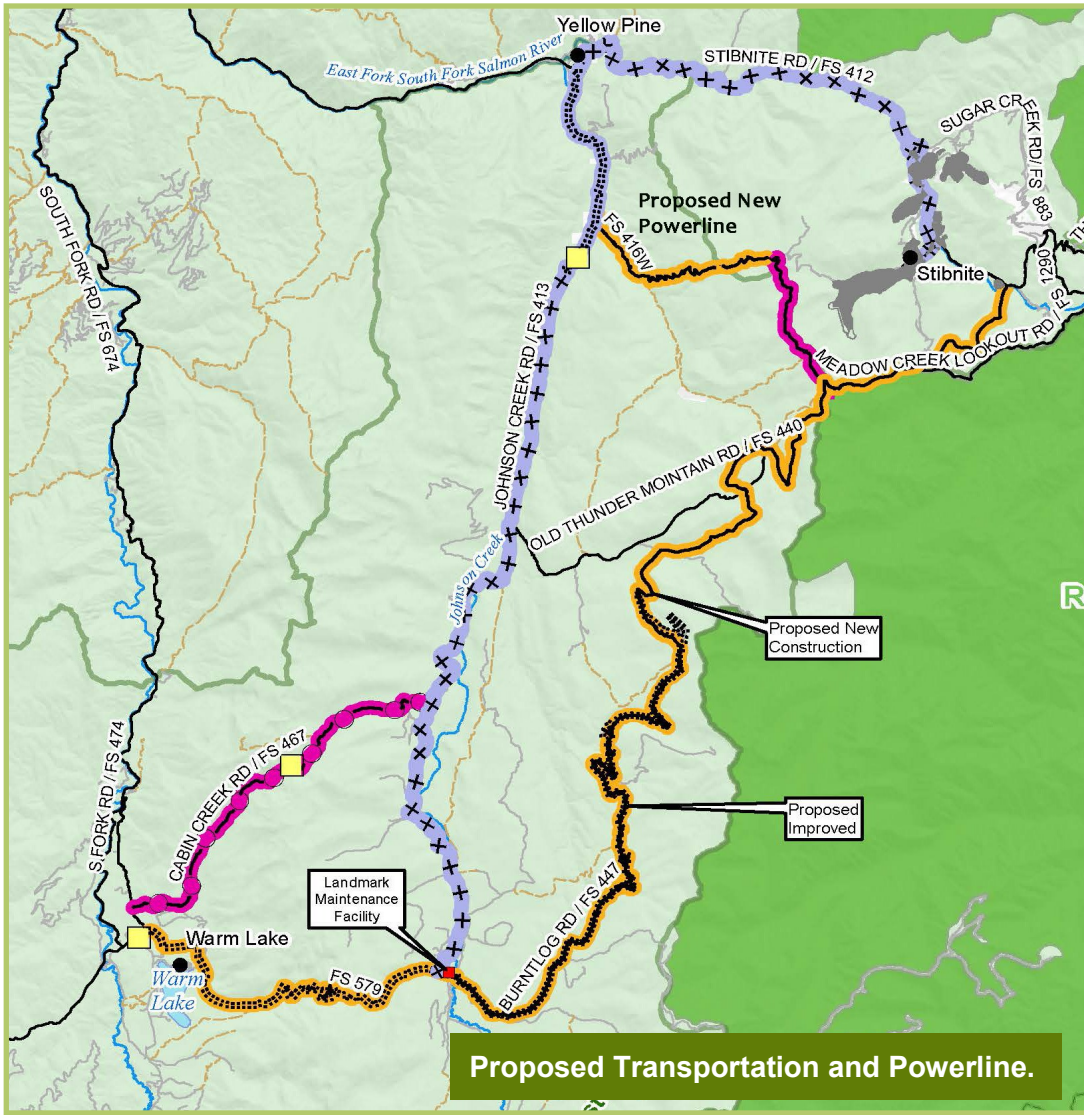 Yellow Pine
East Fork South Fork Salmon River
STIBNITE RD / FS 412
SUGAR CREEK RD/ FS 883
SOUTH FORK RD / FS 674
Proposed New
Powerline
FS 416W
Stibnite
TH
1290
JOHNSON CREEK RD / FS 413
MEADOW CREEK LOOKOUT RD / FS
OLD THUNDER MOINTAIN RD / FS 440
Johnson Creek
R
Proposed New
Construction
S.FORK RD / FS 474
CABIN CREEK RD / FS 467
Proposed
Improved
Landmark
Maintenance
Facility
BURNTLOG RD / FS 447
Warm Lake
Warm
Lake
FS 579
Proposed Transportation and Powerline.